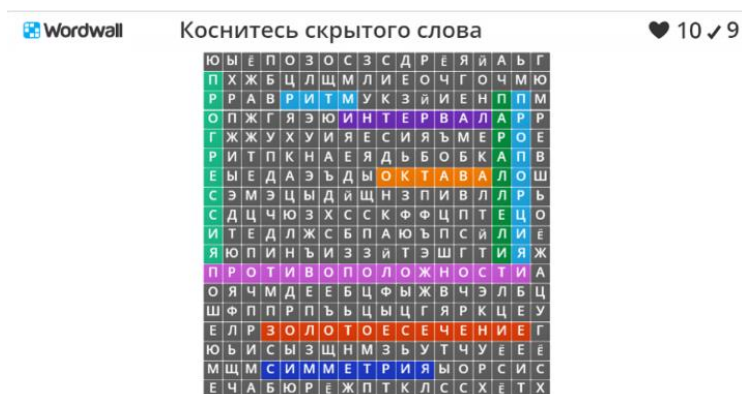 Wordwall
Коснитесь скрытого слова
10 9
Ю Ы Ё П О З О С З С Д Р Ё Я Й А Ь Г
П Х Ж Б Ц Л Щ М Л И Е О Ч Г О Ч М Ю
Р Р А В Р И Т М У К З Й И Е Н П П М
О П Ж Г Я Э Ю И Н Т Е Р В А Л А Р Р
Г Ж Ж У Х У И Я Е С И Я Ъ М Е Р О Е
Р И Т П К Н А Е Я Д Ь Б О Б К А П В
Е Ы Е Д А Э Ъ Д Ы О К Т А В А Л О Ш
С Э М Э Ц Ы Д Й Щ Н З П И В Л Л Р Ь
С Д Ц Ч Ю З Х С С К Ф Ф Ц П Т Е Ц О
И Т Е Д Л Ж С Б П А Ю Ъ П С Й Л И Ё
Я Ю П И Н Ъ И З З Й Т Э Ш Г Т И Я Ж
П Р О Т И В О П О Л О Ж Н О С Т И А
О Я Ч М Д Е Е Б Ц Ф Ы Ж В Ч Э Л Б Ц
Ш Ф П П Р П Ъ Ь Ц Ы Ц Г Я Р К Ц Е У
Е Л Р З О Л О Т О Е С Е Ч Е Н И Е Г
Ю Ь И С Ы З Щ Н М З Ь У Т Ч У Ё Е Ё
М Щ М С И М М Е Т Р И Я Ы О Р С И С
Е Ч А Б Ю Р Ё Ж П Т К Л С С Х Ё Т Х